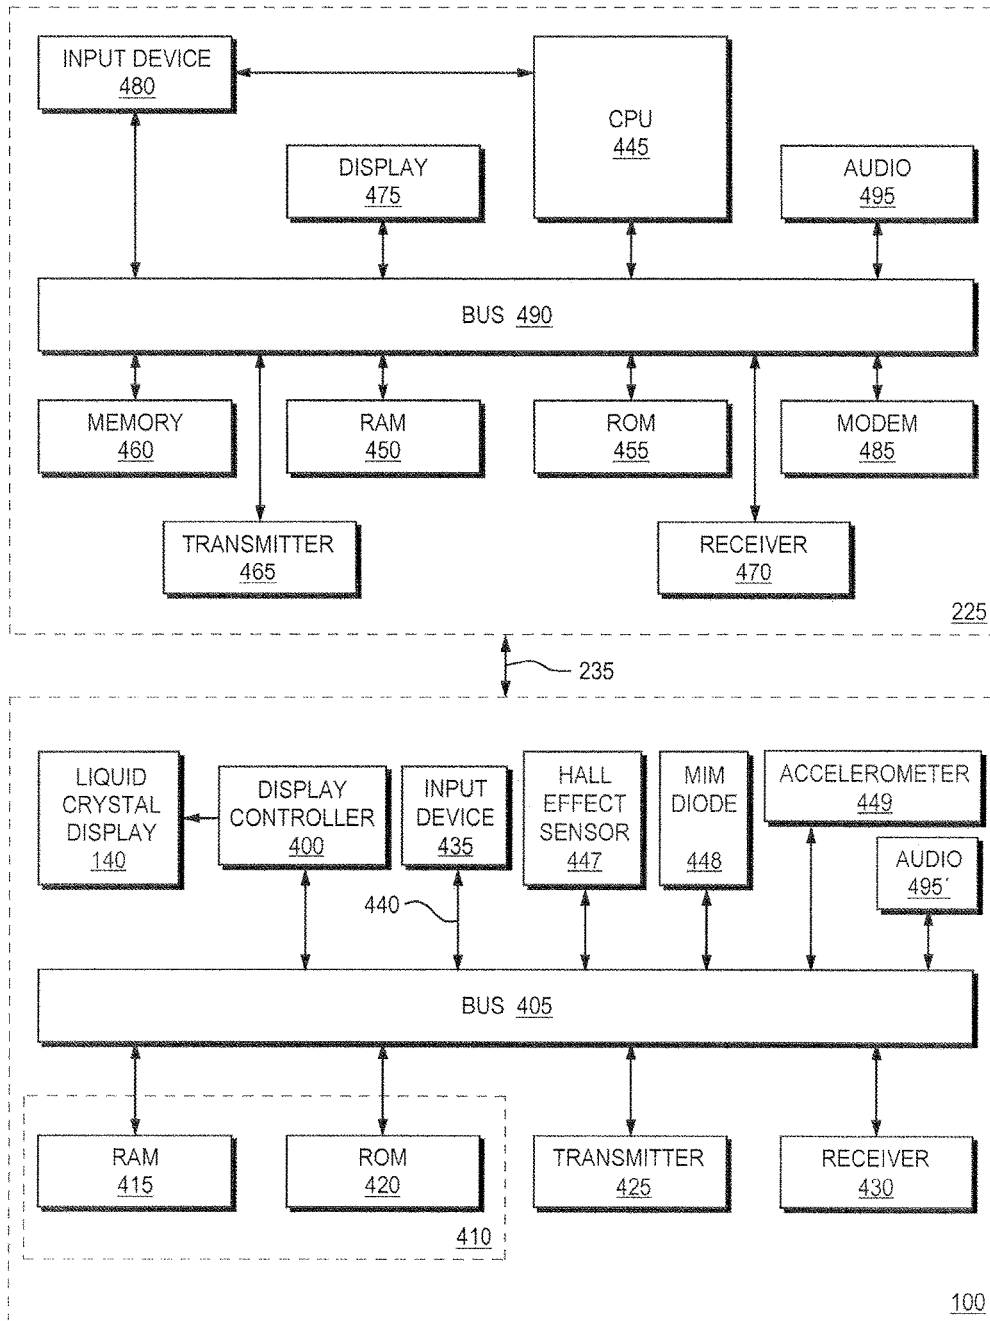 INPUT DEVICE
480
CPU
445
DISPLAY
475
AUDIO
495
BUS 490
MEMORY
460
RAM
450
ROM
455
MODEM
485
TRANSMITTER
465
RECEIVER
470
225
235
LIQUID
CRYSTAL
DISPLAY
140
DISPLAY
CONTROLLER
400
INPUT
DEVICE
435
HALL
EFFECT
SENSOR
447
MIM
DIODE
448
ACCELEROMETER
449
AUDIO
495´
440
BUS 405
RAM
415
ROM
420
TRANSMITTER
425
RECEIVER
430
410
100